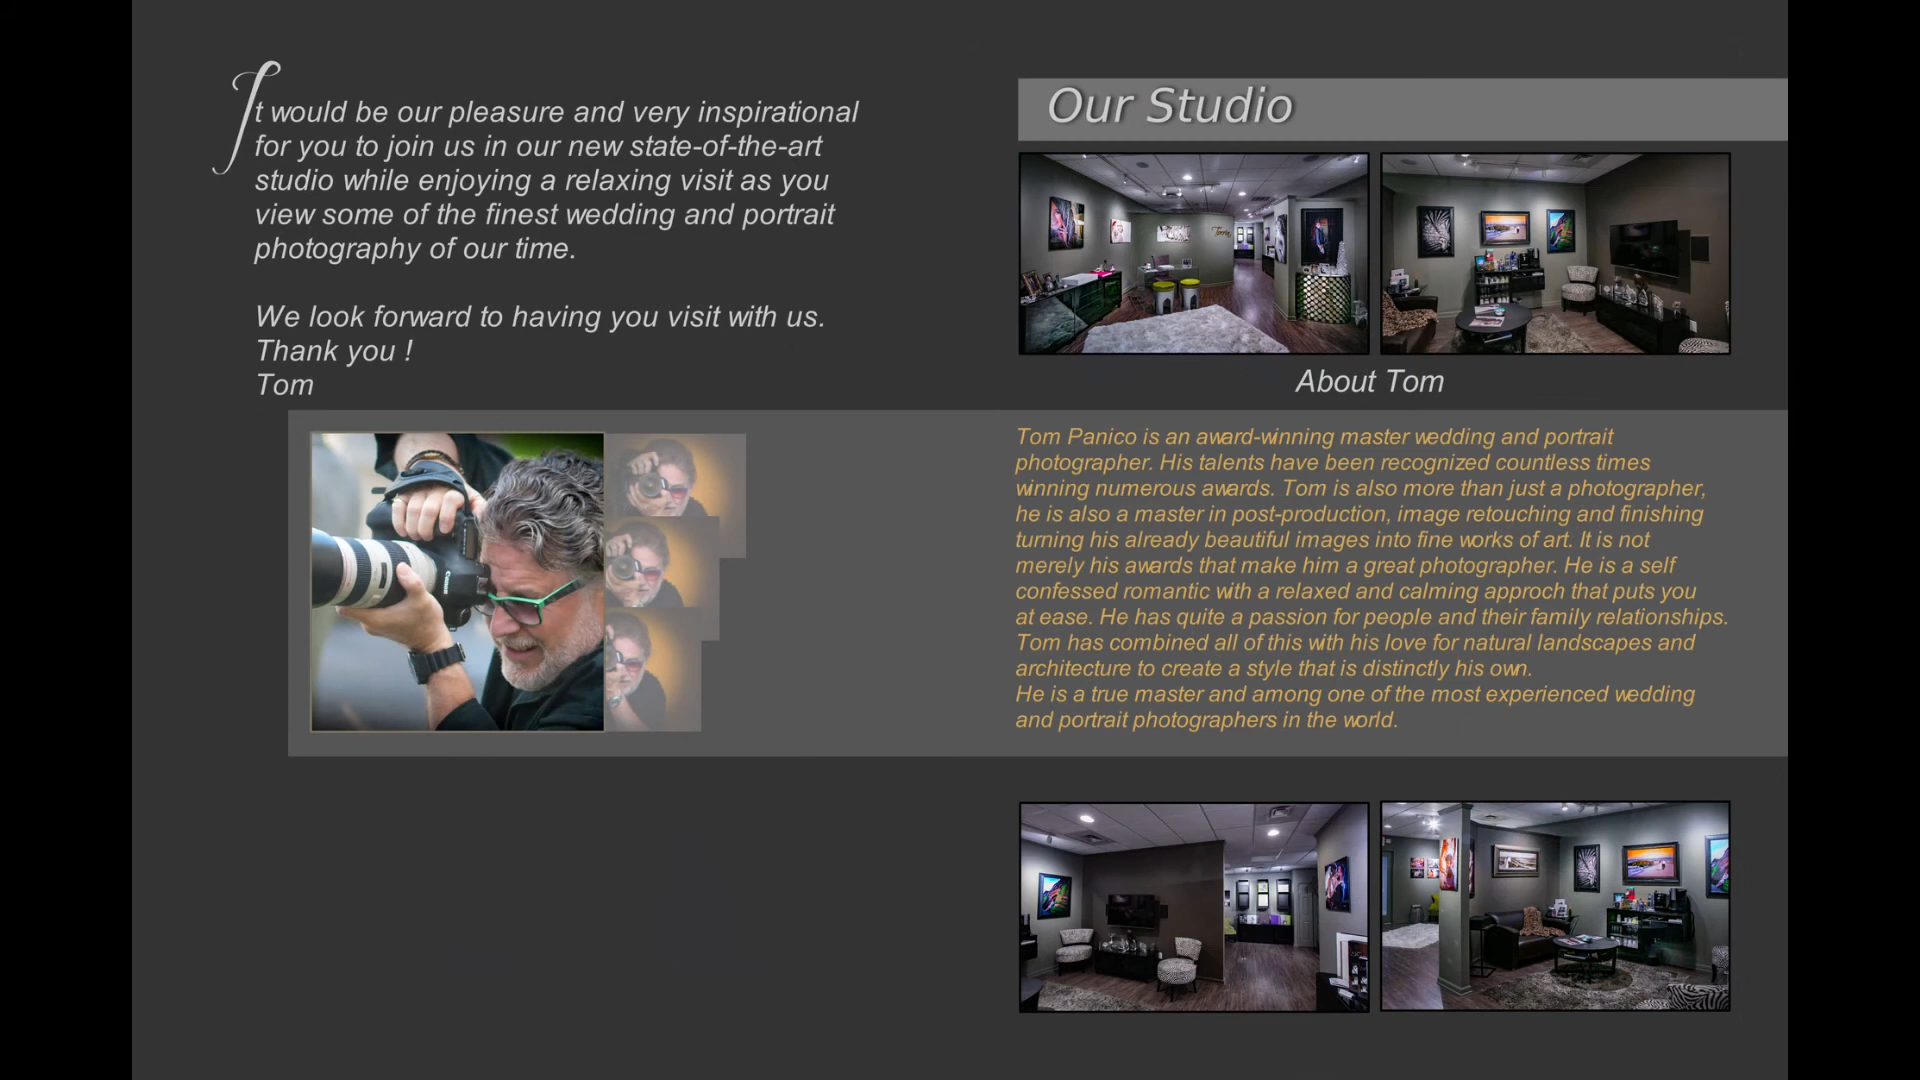 It would be our pleasure and very inspirational
for you to join us in our new state-of-the-art
studio while enjoying a relaxing visit as you
view some of the finest wedding and portrait
photography of our time.
We look forward to having you visit with us.
Thank you !
Tom
Our Studio
About Tom
Tom Panico is an award-winning master wedding and portrait
photographer. His talents have been recognized countless times
winning numerous awards. Tom is also more than just a photographer,
he is also a master in post-production, image retouching and finishing
turning his already beautiful images into fine works of art. It is not
merely his awards that make him a great photographer. He is a self
confessed romantic with a relaxed and calming approch that puts you
at ease. He has quite a passion for people and their family relationships.
Tom has combined all of this with his love for natural landscapes and
architecture to create a style that is distinctly his own.
He is a true master and among one of the most experienced wedding
and portrait photographers in the world.